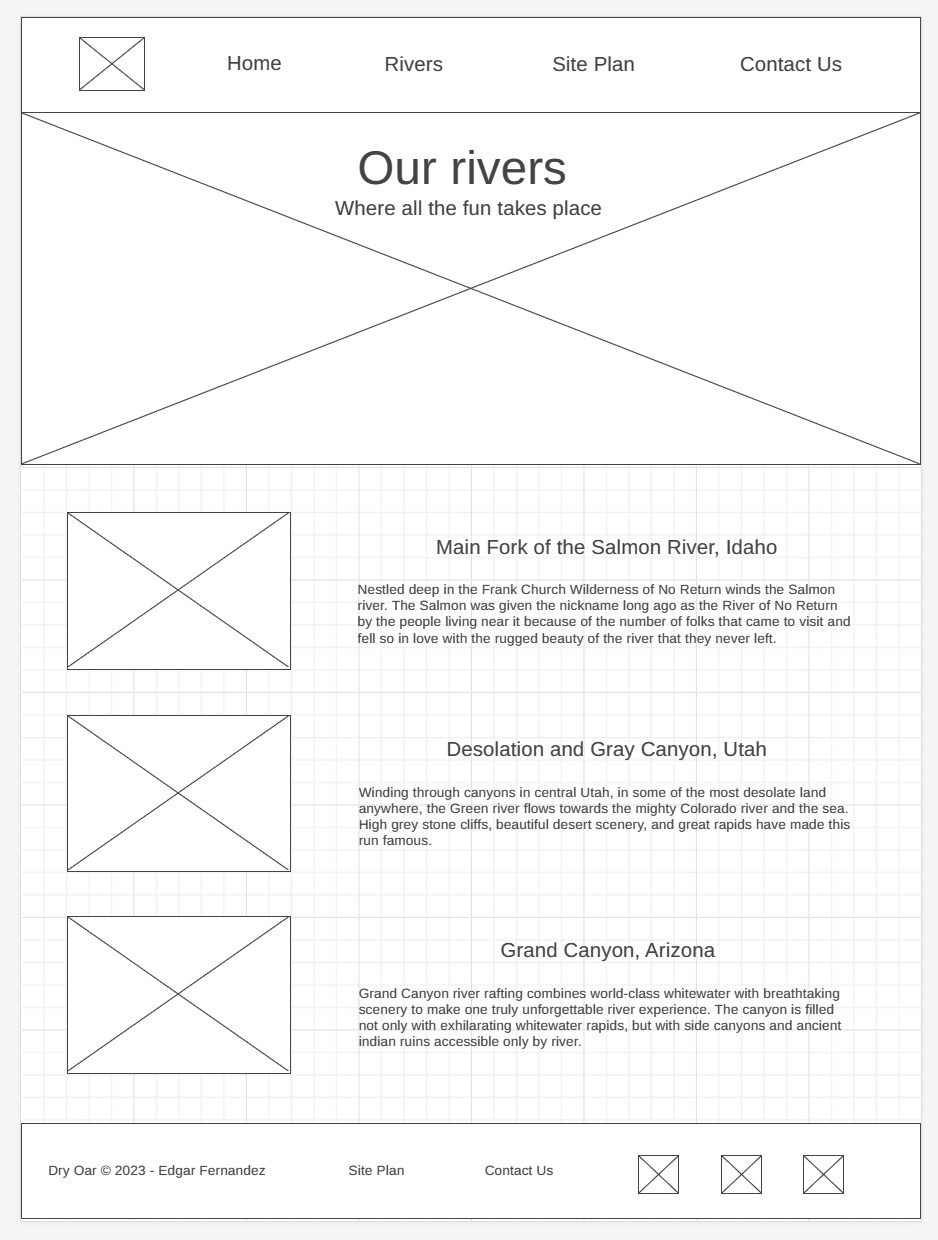 Home Rivers Site Plan Contact Us
Our rivers
Where all the fun takes place
Main Fork of the Salmon River, Idaho
Nestled deep in the Frank Church Wilderness of No Return winds the Salmon
river. The Salmon was given the nickname long ago as the River of No Return
by the people living near it because of the number of folks that came to visit and
fell so in love with the rugged beauty of the river that they never left.
Desolation and Gray Canyon, Utah
Winding through canyons in central Utah, in some of the most desolate land
anywhere, the Green river flows towards the mighty Colorado river and the sea.
High grey stone cliffs, beautiful desert scenery, and great rapids have made this
run famous.
Grand Canyon, Arizona
Grand Canyon river rafting combines world-class whitewater with breathtaking
scenery to make one truly unforgettable river experience. The canyon is filled
not only with exhilarating whitewater rapids, but with side canyons and ancient
indian ruins accessible only by river.
Dry Oar © 2023 - Edgar Fernandez Site Plan Contact Us